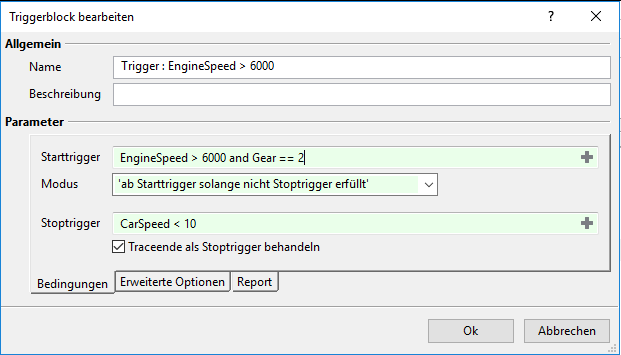 Triggerblock bearbeiten
Allgemein
Name Trigger : EngineSpeed > 6000
Beschreibung
Parameter
Starttrigger EngineSpeed > 6000 and Gear == 2
Modus 'ab Starttrigger solange nicht Stoptrigger erfüllt'
Stoptrigger CarSpeed < 10
Traceende als Stoptrigger behandeln
Bedingungen Erweiterte Optionen Report
Ok Abbrechen